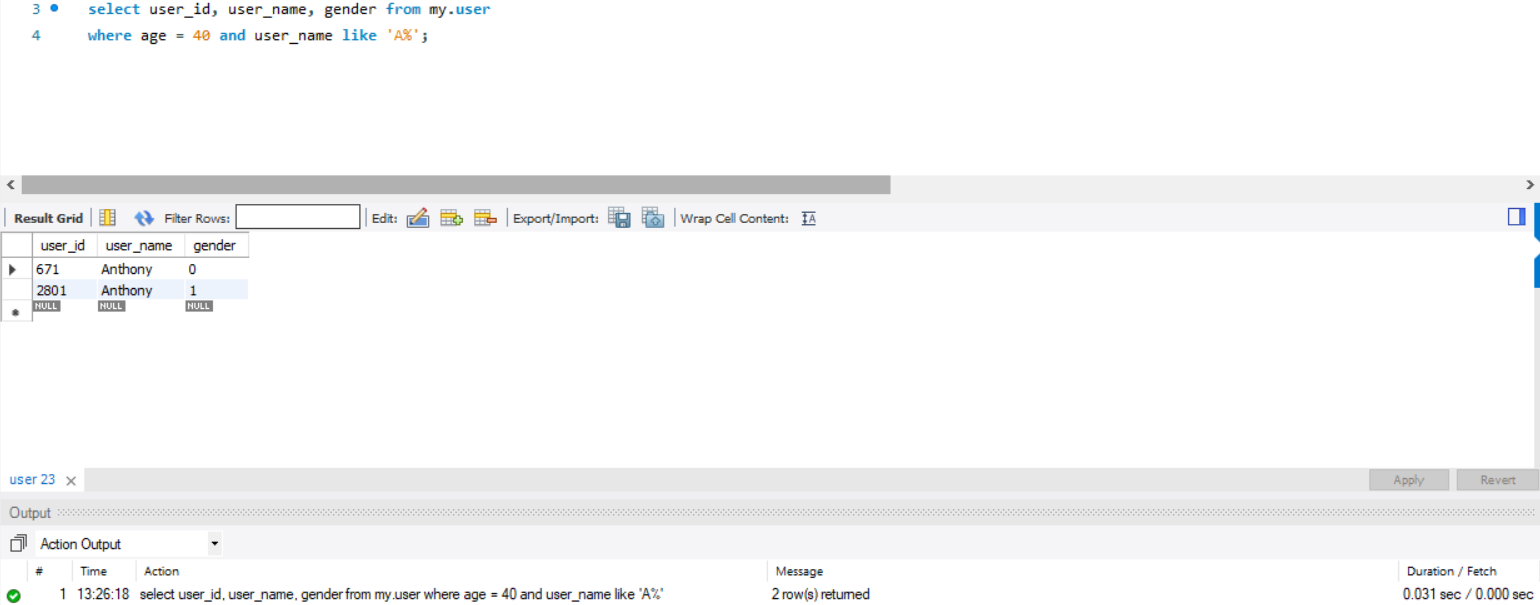 3 select user_id, user_name, gender from my.user
4 where age = 40 and user_name like 'A%';
Result Grid Filter Rows: Edit: Export/Import: Wrap Cell Content: IA
user_id user_name gender
671 Anthony 0
2801 Anthony 1
NULL NULL NULL
user 23 Apply Revert
Output
Action Output
# Time Action Message Duration / Fetch
1 13:26:18 select user_id, user_name, gender from my.user where age = 40 and user_name like 'A%' 2 row(s) returned 0.031 sec / 0.000 sec